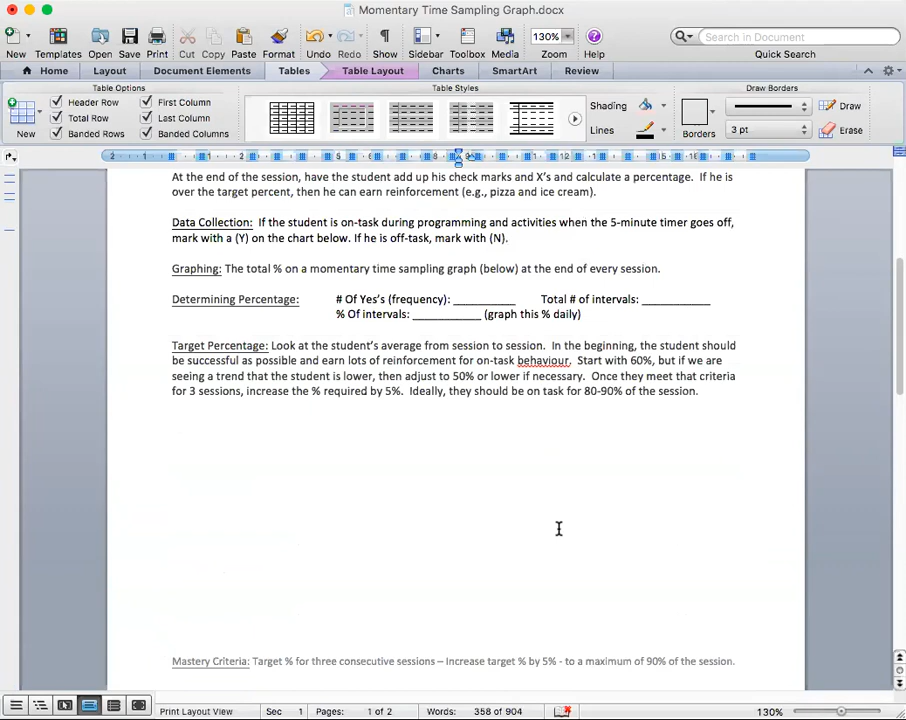 Momentary Time Sampling Graph.docx
New Templates Open Save Print Cut Copy Paste Format Undo Redo Show Sidebar Toolbox Media 130% Zoom Help Search in Document Quick Search
Home Layout Document Elements Tables Table Layout Charts SmartArt Review
Table Options Table Styles Draw Borders
New Header Row First Column Shading Draw
Total Row Last Column Lines Borders Erase
Banded Rows Banded Columns 3 pt
At the end of the session, have the student add up his check marks and X's and calculate a percentage. If he is
over the target percent, then he can earn reinforcement (e.g., pizza and ice cream).
Data Collection: If the student is on-task during programming and activities when the 5-minute timer goes off,
mark with a (Y) on the chart below. If he is off-task, mark with (N).
Graphing: The total % on a momentary time sampling graph (below) at the end of every session.
Determining Percentage: # Of Yes's (frequency): __________ Total # of intervals: ___________
% Of intervals: ___________ (graph this % daily)
Target Percentage: Look at the student's average from session to session. In the beginning, the student should
be successful as possible and earn lots of reinforcement for on-task behaviour. Start with 60%, but if we are
seeing a trend that the student is lower, then adjust to 50% or lower if necessary. Once they meet that criteria
for 3 sessions, increase the % required by 5%. Ideally, they should be on task for 80-90% of the session.
Mastery Criteria: Target % for three consecutive sessions – Increase target % by 5% - to a maximum of 90% of the session.
Print Layout View Sec 1 Pages: 1 of 2 Words: 358 of 904 130%